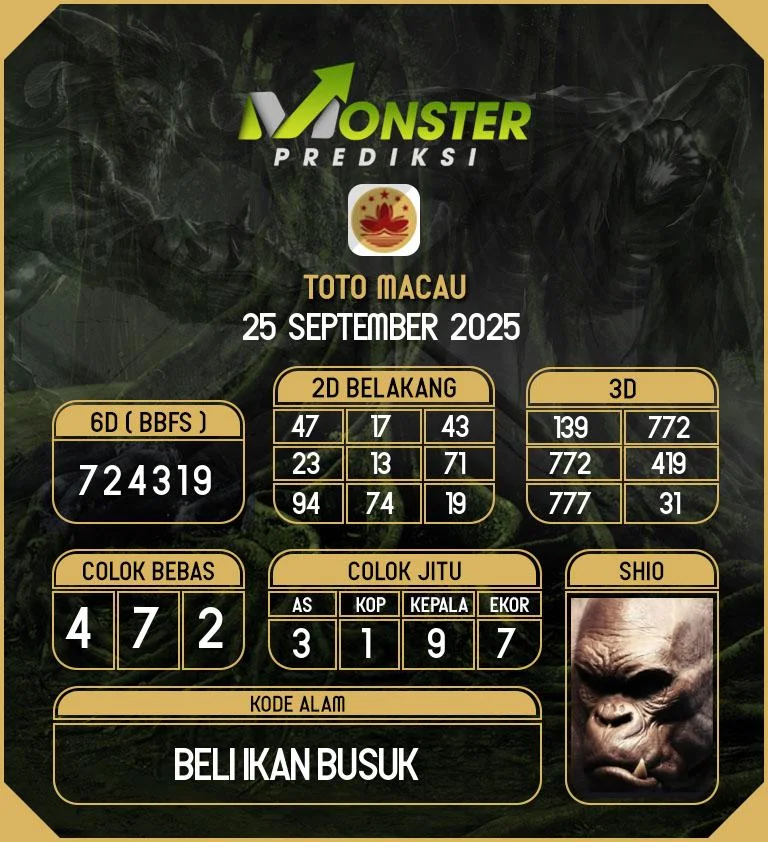 MONSTER
PREDIKSI
TOTO MACAU
25 SEPTEMBER 2025
6D ( BBFS )
724319
2D BELAKANG
47 17 43
23 13 71
94 74 19
3D
139 772
772 419
777 31
COLOK BEBAS
4 7 2
COLOK JITU
AS KOP KEPALA EKOR
3 1 9 7
SHIO
KODE ALAM
BELI IKAN BUSUK